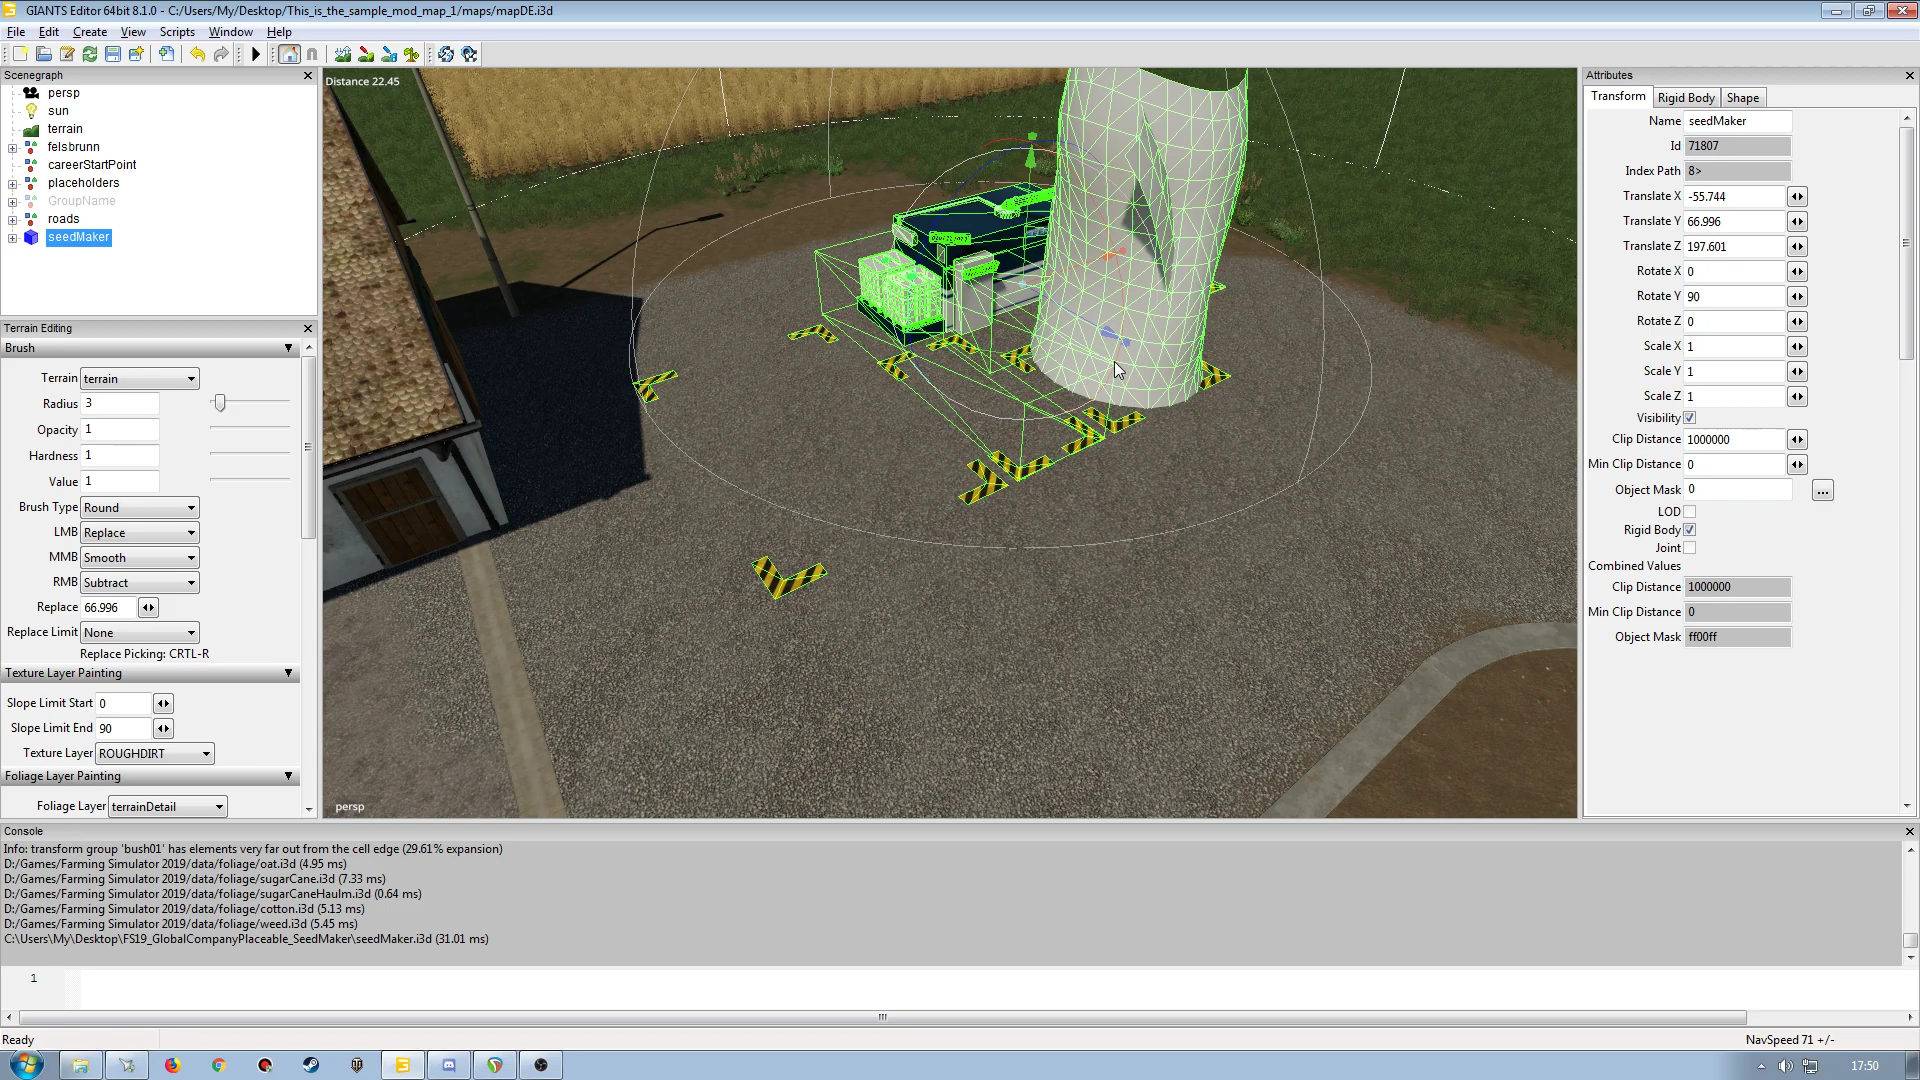 GIANTS Editor 64bit 8.1.0 - C:/Users/My/Desktop/This_is_the_sample_mod_map_1/maps/mapDE.i3d
File Edit Create View Scripts Window Help
Scenegraph
persp
sun
terrain
felsbrunn
careerStartPoint
placeholders
GroupName
roads
seedMaker
Terrain Editing
Brush
Terrain terrain
Radius 3
Opacity 1
Hardness 1
Value 1
Brush Type Round
LMB Replace
MMB Smooth
RMB Subtract
Replace 66.996
Replace Limit None
Replace Picking: CRTL-R
Texture Layer Painting
Slope Limit Start 0
Slope Limit End 90
Texture Layer ROUGHDIRT
Foliage Layer Painting
Foliage Layer terrainDetail
Distance 22.45
persp
Attributes
Transform Rigid Body Shape
Name seedMaker
Id 71807
Index Path 8>
Translate X -55.744
Translate Y 66.996
Translate Z 197.601
Rotate X 0
Rotate Y 90
Rotate Z 0
Scale X 1
Scale Y 1
Scale Z 1
Visibility
Clip Distance 1000000
Min Clip Distance 0
Object Mask 0 ...
LOD
Rigid Body
Joint
Combined Values
Clip Distance 1000000
Min Clip Distance 0
Object Mask ff00ff
Console
Info: transform group 'bush01' has elements very far out from the cell edge (29.61% expansion)
D:/Games/Farming Simulator 2019/data/foliage/oat.i3d (4.95 ms)
D:/Games/Farming Simulator 2019/data/foliage/sugarCane.i3d (7.33 ms)
D:/Games/Farming Simulator 2019/data/foliage/sugarCaneHaulm.i3d (0.64 ms)
D:/Games/Farming Simulator 2019/data/foliage/cotton.i3d (5.13 ms)
D:/Games/Farming Simulator 2019/data/foliage/weed.i3d (5.45 ms)
C:\Users\My\Desktop\FS19_GlobalCompanyPlaceable_SeedMaker\seedMaker.i3d (31.01 ms)
1
Ready
NavSpeed 71 +/-
17:50